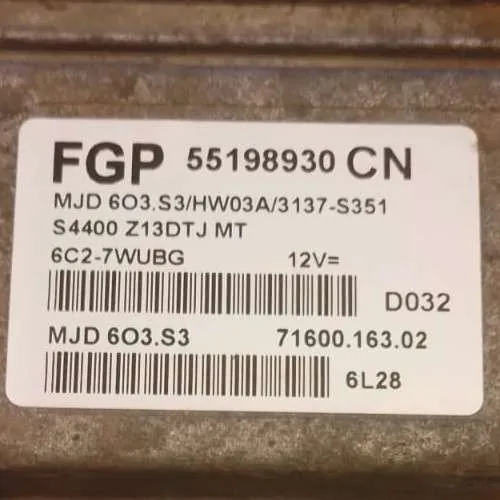 FGP 55198930 CN
MJD 6O3.S3/HW03A/3137-S351
S4400 Z13DTJ MT
6C2-7WUBG 12V=
D032
MJD 6O3.S3 71600.163.02
6L28